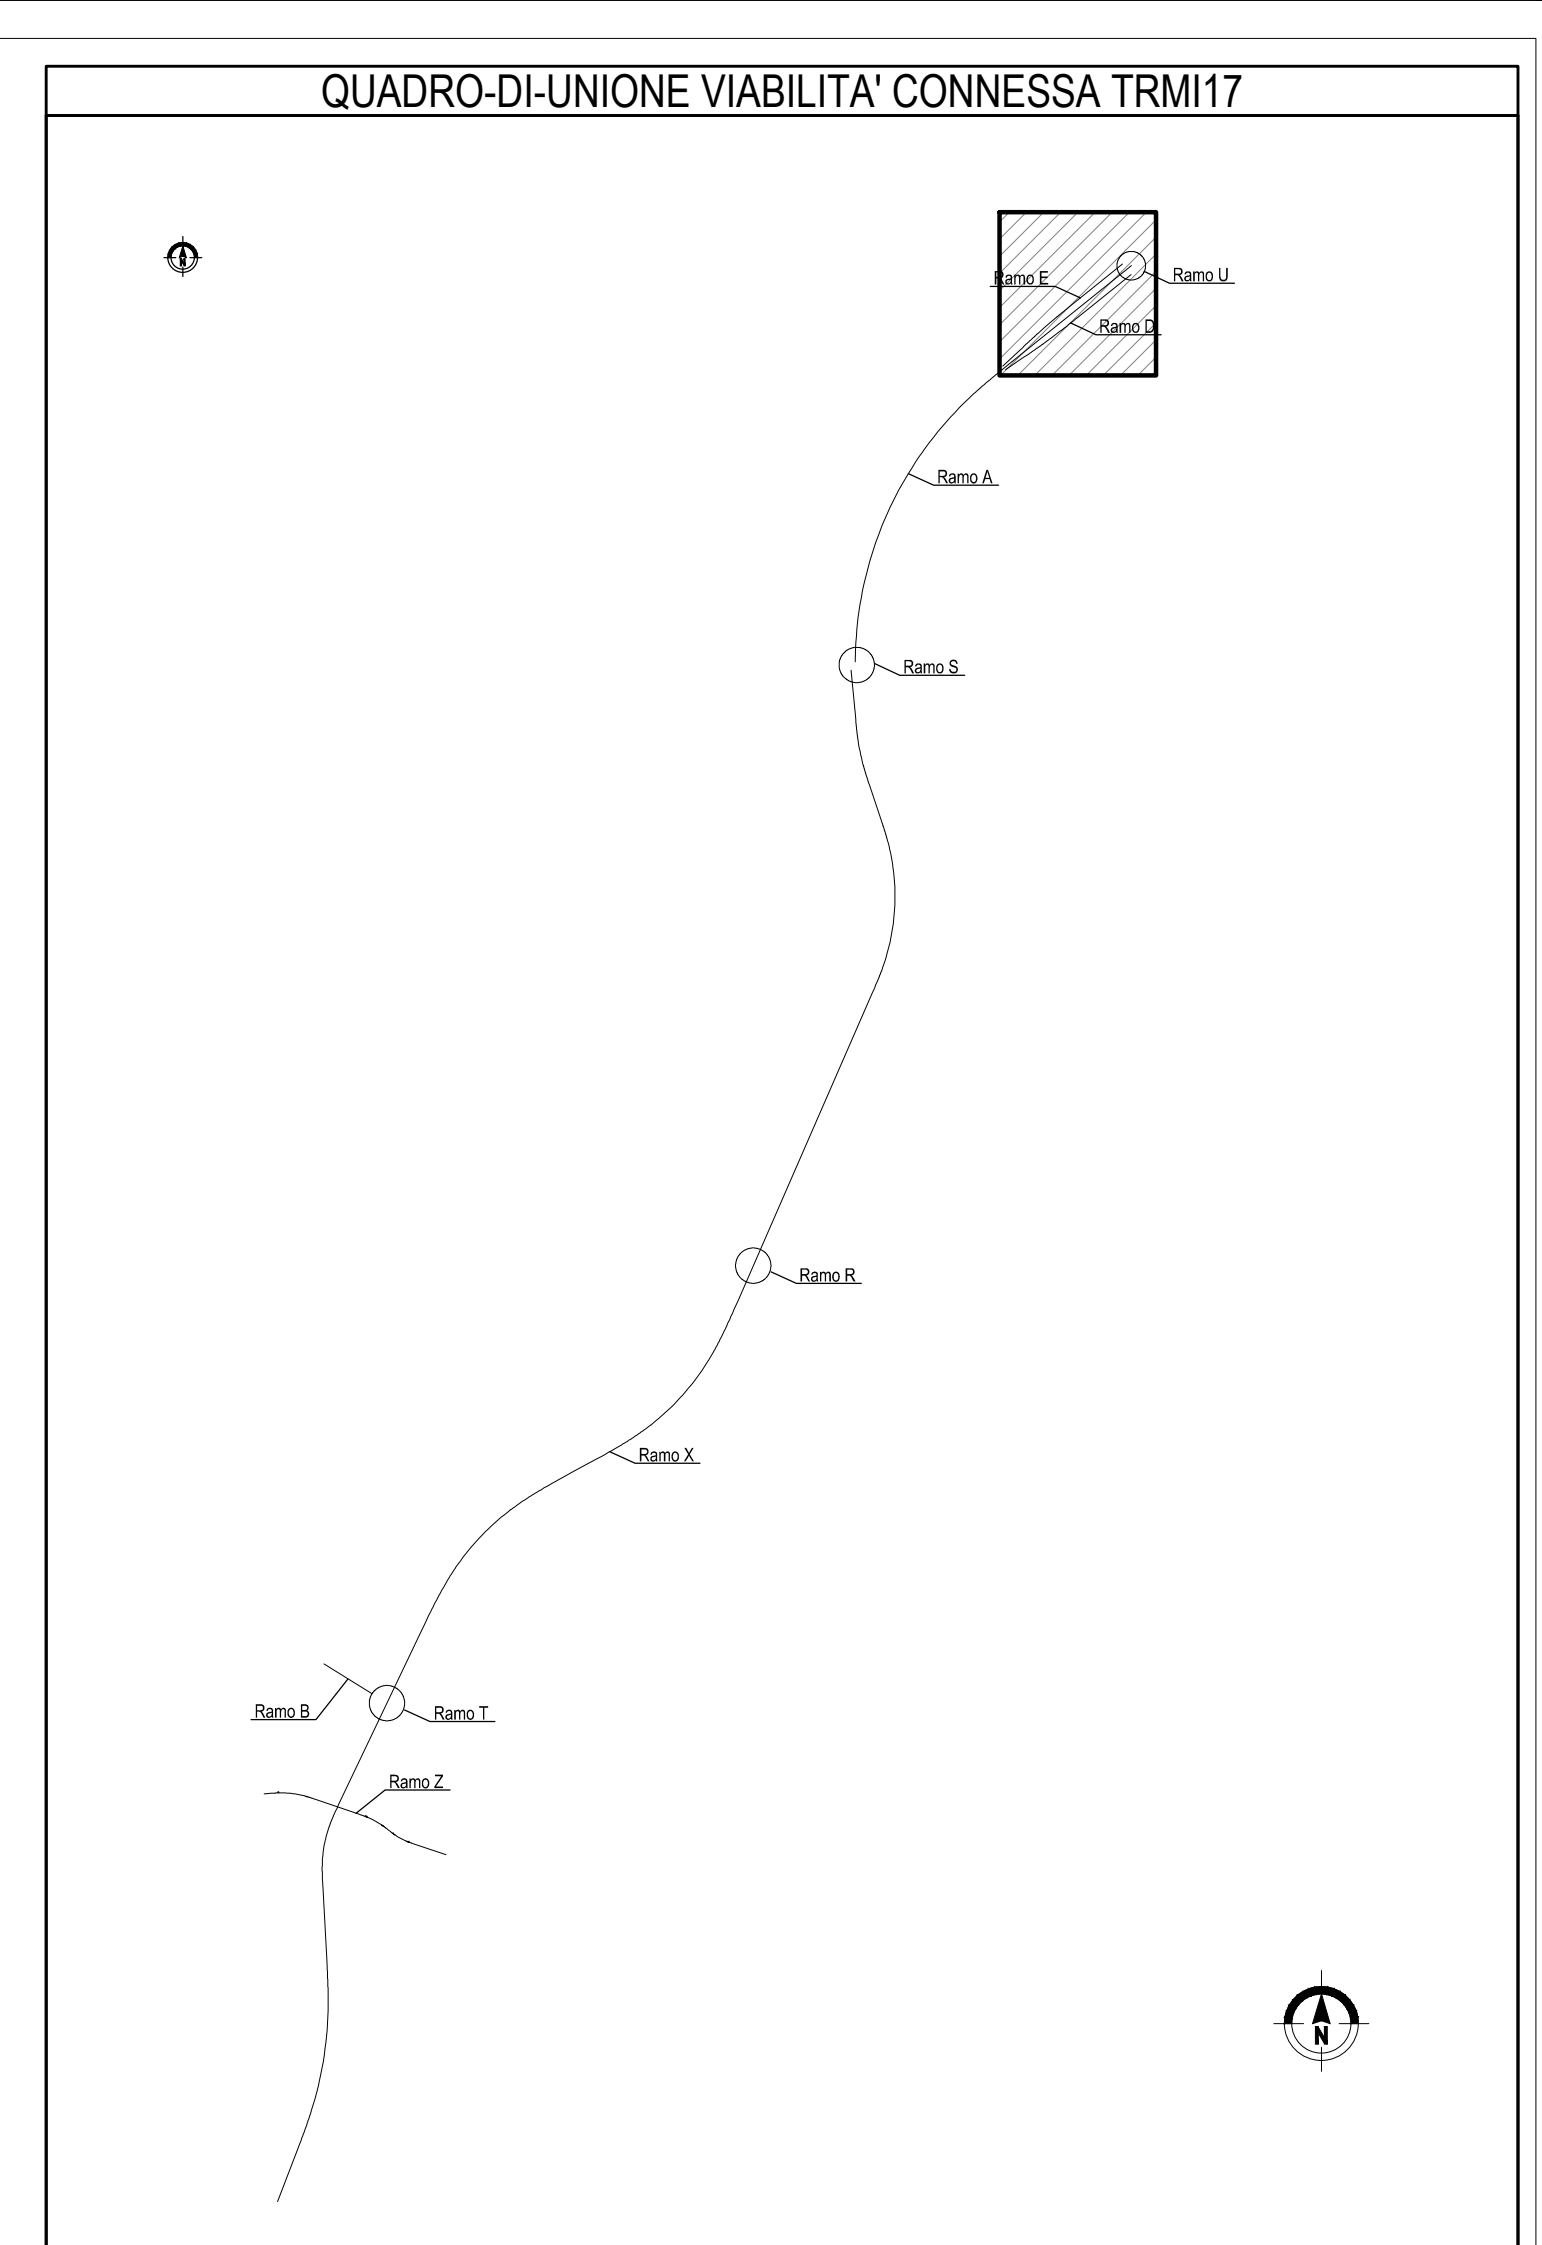 QUADRO-DI-UNIONE VIABILITA' CONNESSA TRMI17
N
Ramo E
Ramo U
Ramo D
Ramo A
Ramo S
Ramo R
Ramo X
Ramo B
Ramo T
Ramo Z
N